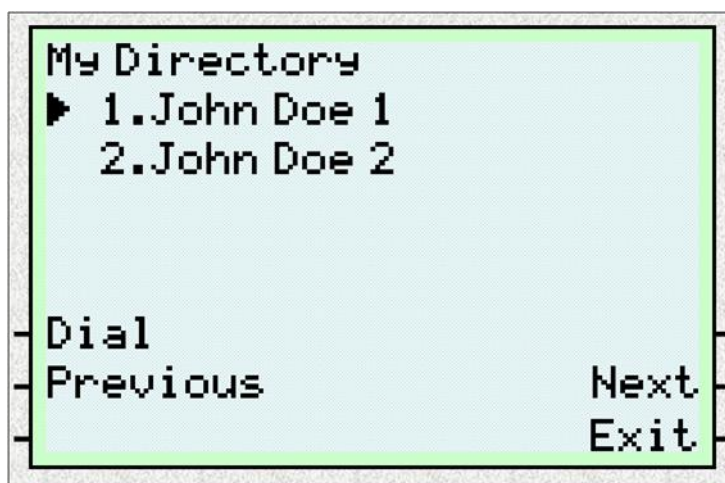 My Directory
▶ 1.John Doe 1
2.John Doe 2
Dial
Previous Next
Exit